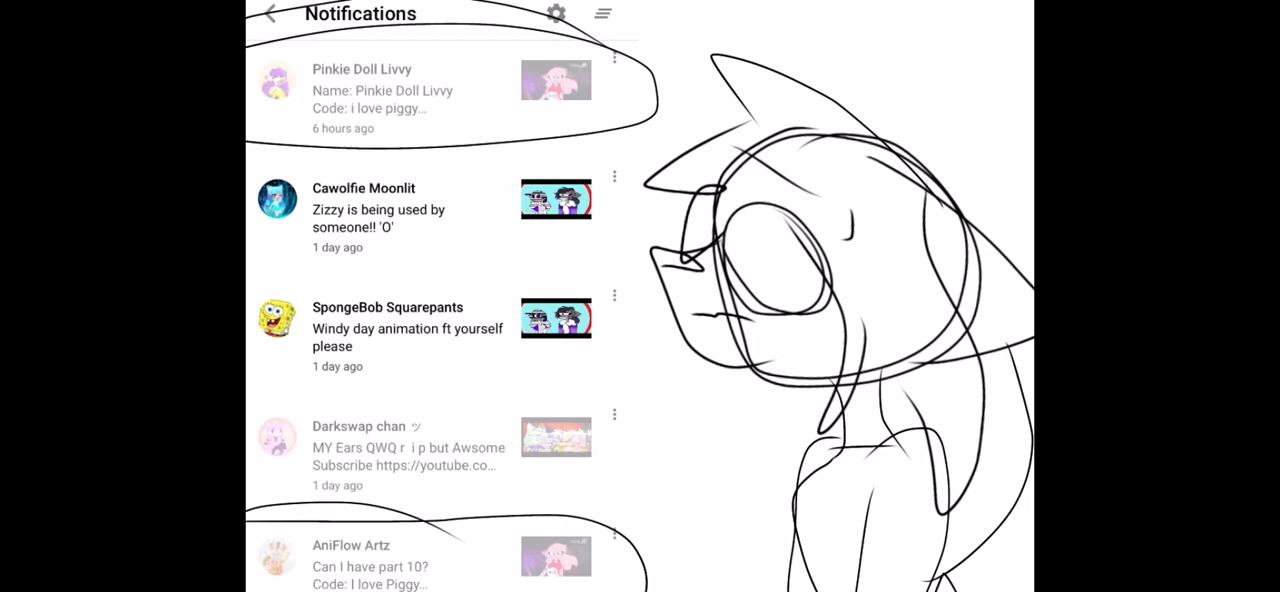 Notifications
Pinkie Doll Livvy
Name: Pinkie Doll Livvy
Code: i love piggy...
6 hours ago
Cawolfie Moonlit
Zizzy is being used by
someone!! 'O'
1 day ago
SpongeBob Squarepants
Windy day animation ft yourself
please
1 day ago
Darkswap chan ッ
MY Ears QWQ r i p but Awsome
Subscribe https://youtube.co...
1 day ago
AniFlow Artz
Can I have part 10?
Code: I love Piggy...